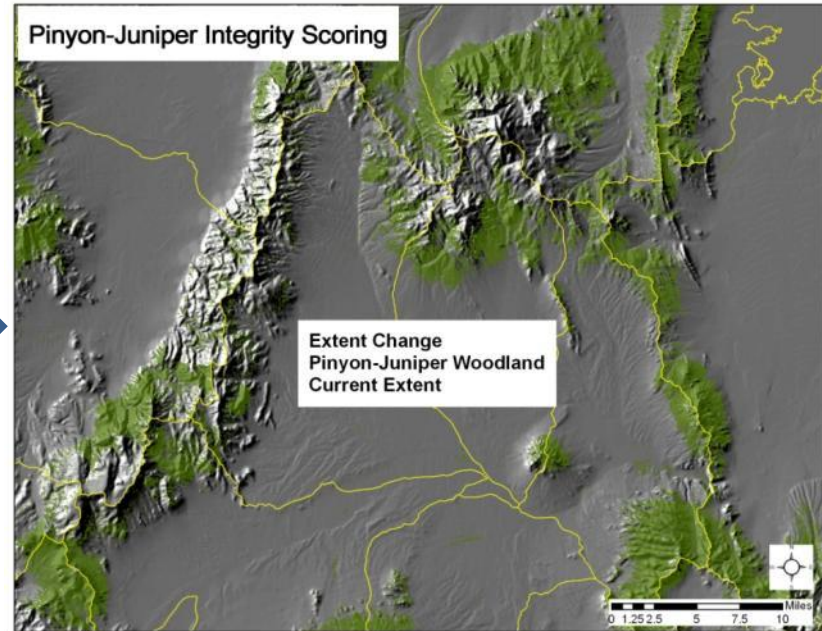 Pinyon-Juniper Integrity Scoring
Extent Change
Pinyon-Juniper Woodland
Current Extent
Miles
0 1.25 2.5 5 7.5 10